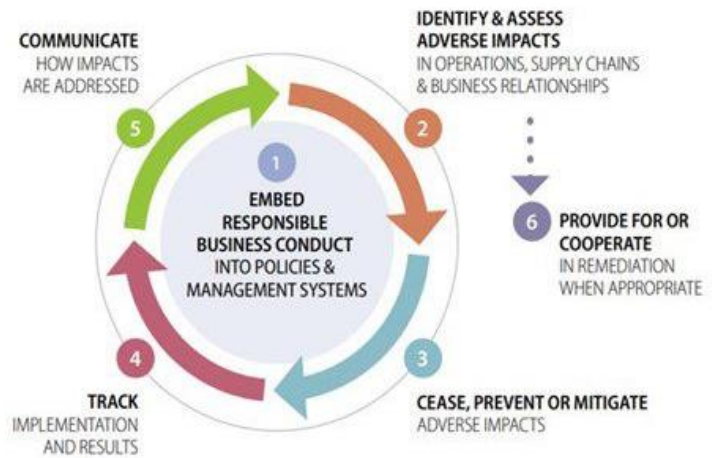 COMMUNICATE
HOW IMPACTS
ARE ADDRESSED
5
IDENTIFY & ASSESS
ADVERSE IMPACTS
IN OPERATIONS, SUPPLY CHAINS
& BUSINESS RELATIONSHIPS
2
1
EMBED
RESPONSIBLE
BUSINESS CONDUCT
INTO POLICIES &
MANAGEMENT SYSTEMS
6
PROVIDE FOR OR
COOPERATE
IN REMEDIATION
WHEN APPROPRIATE
4
TRACK
IMPLEMENTATION
AND RESULTS
3
CEASE, PREVENT OR MITIGATE
ADVERSE IMPACTS